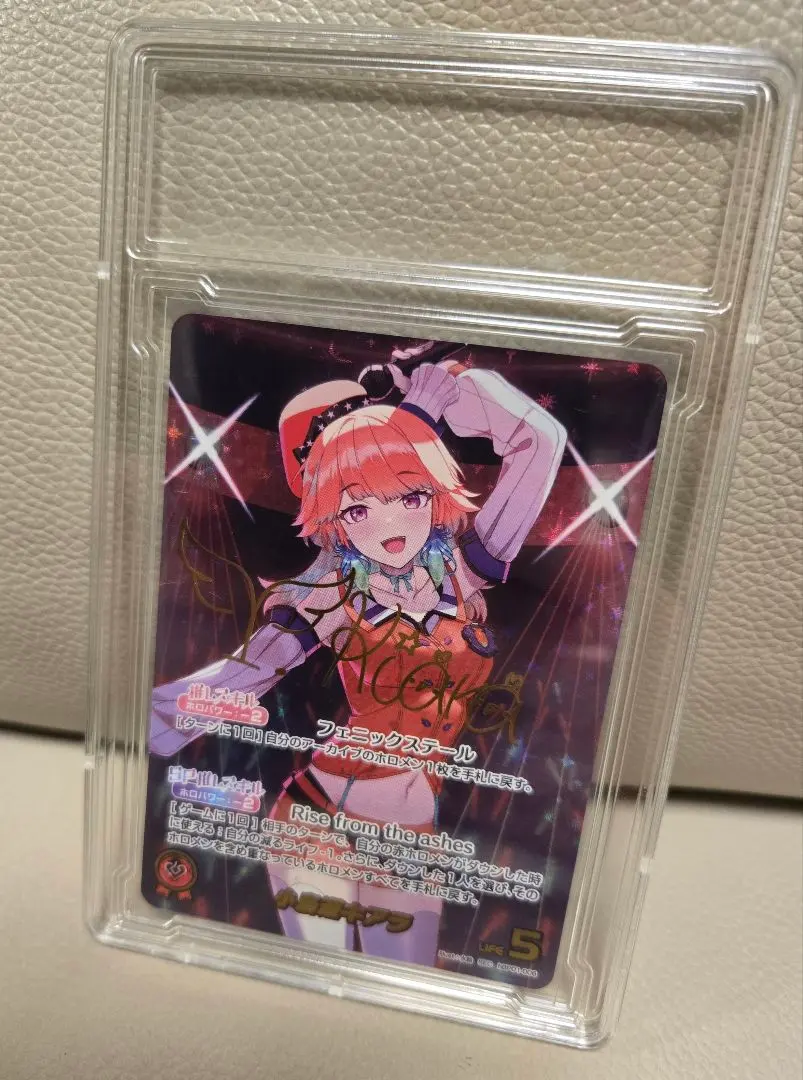 Kiara
推しスキル
ホロパワー:-2
フェニックステール
[ターンに1回]自分のアーカイブのホロメン1枚を手札に戻す。
SP推しスキル
ホロパワー:-2
Rise from the ashes
[ゲームに1回]相手のターンで、自分の赤ホロメンがダウンした時
に使える:自分の減るライフ-1。さらに、ダウンした1人を選び、その
ホロメンを含め重なっているホロメンすべてを手札に戻す。
小鳥遊キアラ
LIFE 5
SEC hBP01-006